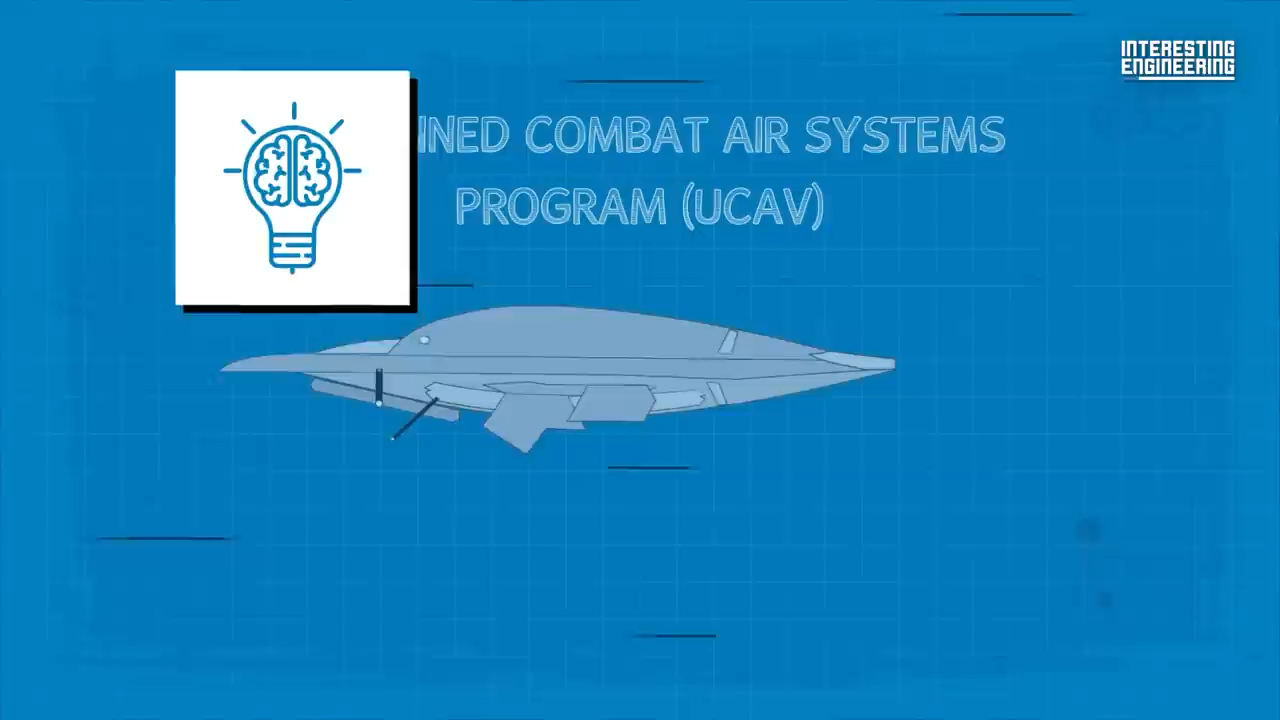 INTERESTING
ENGINEERING
INED COMBAT AIR SYSTEMS
PROGRAM (UCAV)